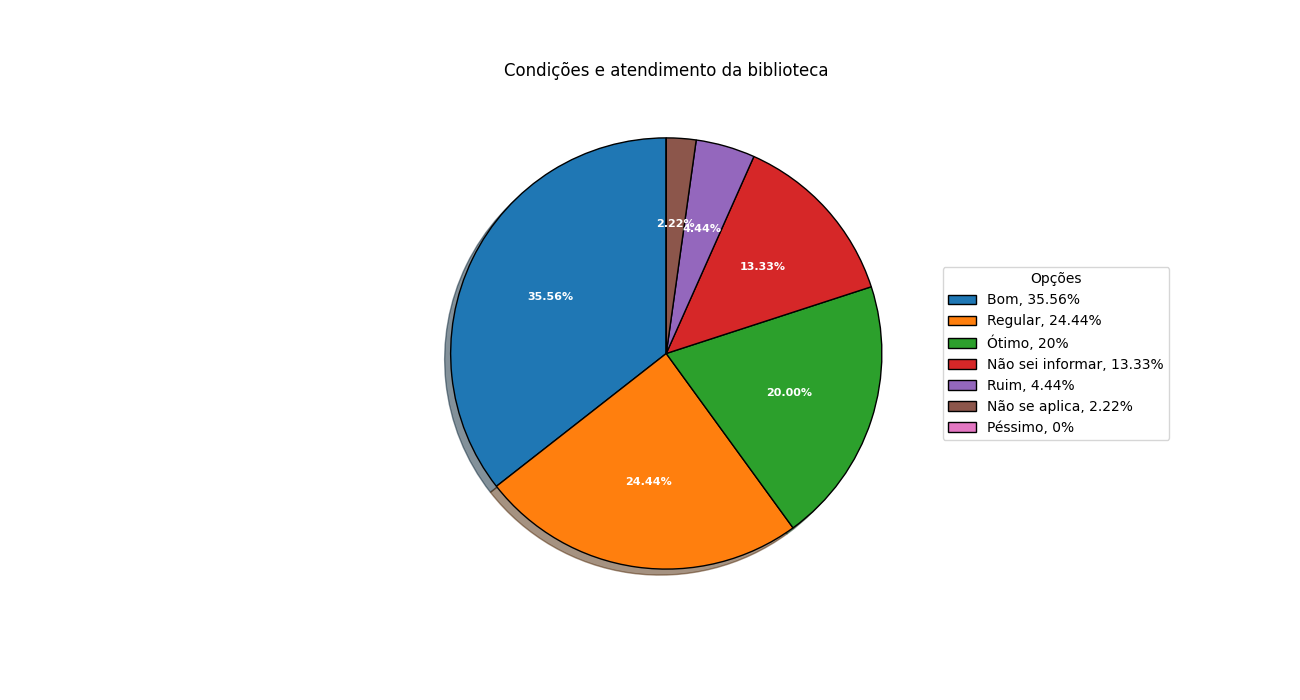 Condições e atendimento da biblioteca
2.22%
4.44%
13.33%
35.56%
20.00%
24.44%
Opções
Bom, 35.56%
Regular, 24.44%
Ótimo, 20%
Não sei informar, 13.33%
Ruim, 4.44%
Não se aplica, 2.22%
Péssimo, 0%